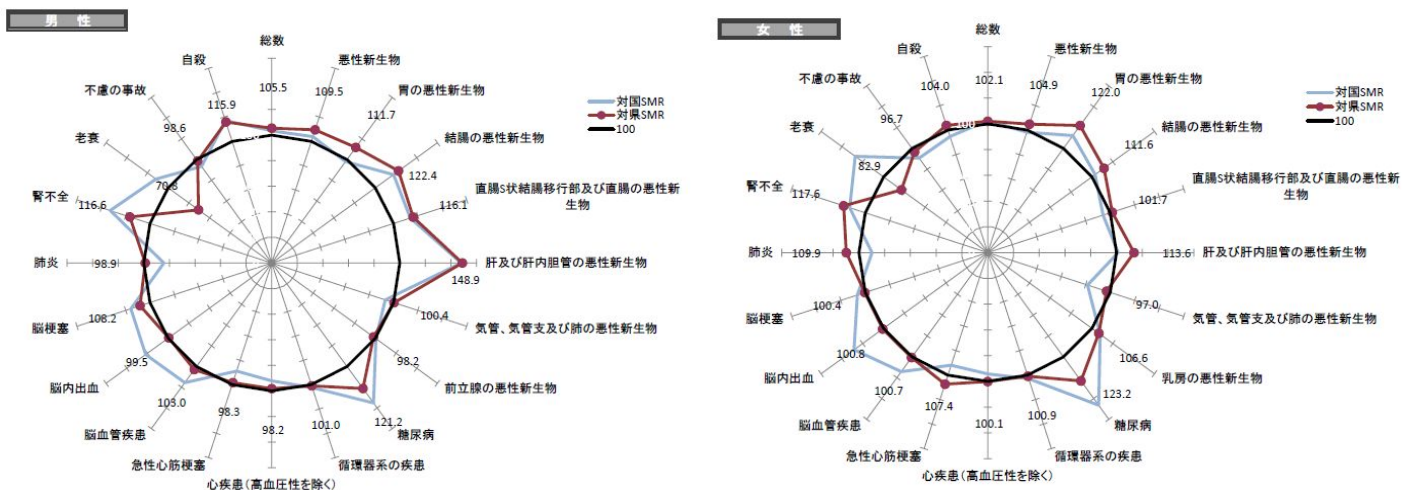 男 性
総数
105.5
悪性新生物
109.5
胃の悪性新生物
111.7
結腸の悪性新生物
122.4
直腸S状結腸移行部及び直腸の悪性新
生物
116.1
肝及び肝内胆管の悪性新生物
148.9
気管、気管支及び肺の悪性新生物
100.4
前立腺の悪性新生物
98.2
糖尿病
121.2
循環器系の疾患
101.0
心疾患(高血圧性を除く)
98.2
急性心筋梗塞
98.3
脳血管疾患
103.0
脳内出血
99.5
脳梗塞
108.2
肺炎
98.9
腎不全
116.6
老衰
70.8
不慮の事故
98.6
自殺
115.9
対国SMR
対県SMR
100
女 性
総数
102.1
悪性新生物
104.9
胃の悪性新生物
122.0
結腸の悪性新生物
111.6
直腸S状結腸移行部及び直腸の悪性新
生物
101.7
肝及び肝内胆管の悪性新生物
113.6
気管、気管支及び肺の悪性新生物
97.0
乳房の悪性新生物
106.6
糖尿病
123.2
循環器系の疾患
100.9
心疾患(高血圧性を除く)
100.1
急性心筋梗塞
107.4
脳血管疾患
100.7
脳内出血
100.8
脳梗塞
100.4
肺炎
109.9
腎不全
117.6
老衰
82.9
不慮の事故
96.7
自殺
104.0
100
対国SMR
対県SMR
100